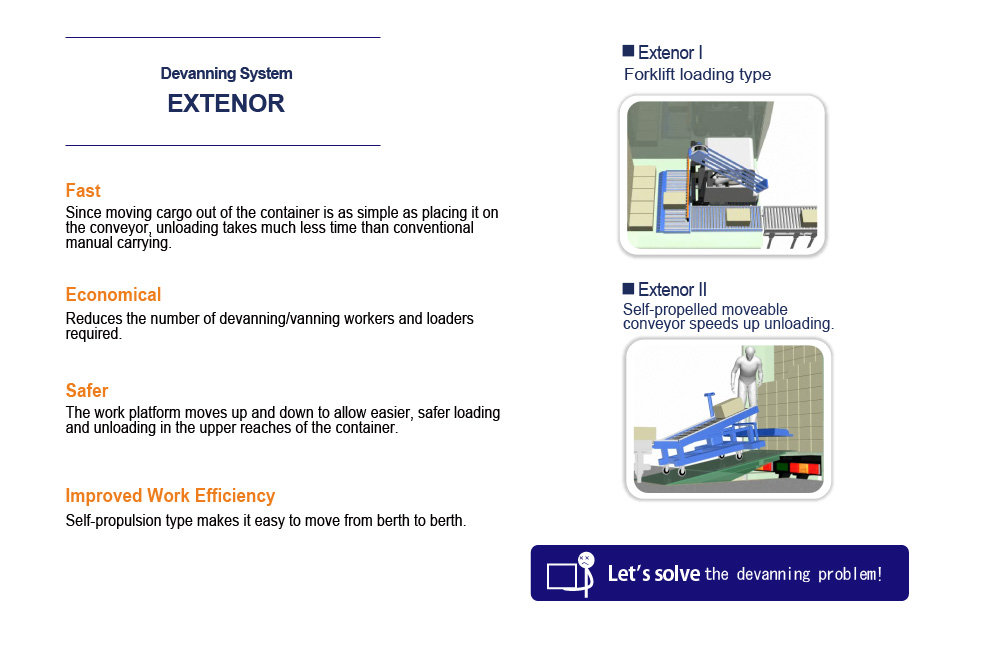 Devanning System
EXTENOR
Fast
Since moving cargo out of the container is as simple as placing it on
the conveyor, unloading takes much less time than conventional
manual carrying.
Economical
Reduces the number of devanning/vanning workers and loaders
required.
Safer
The work platform moves up and down to allow easier, safer loading
and unloading in the upper reaches of the container.
Improved Work Efficiency
Self-propulsion type makes it easy to move from berth to berth.
■ Extenor I
Forklift loading type
■ Extenor II
Self-propelled moveable
conveyor speeds up unloading.
Let's solve the devanning problem!